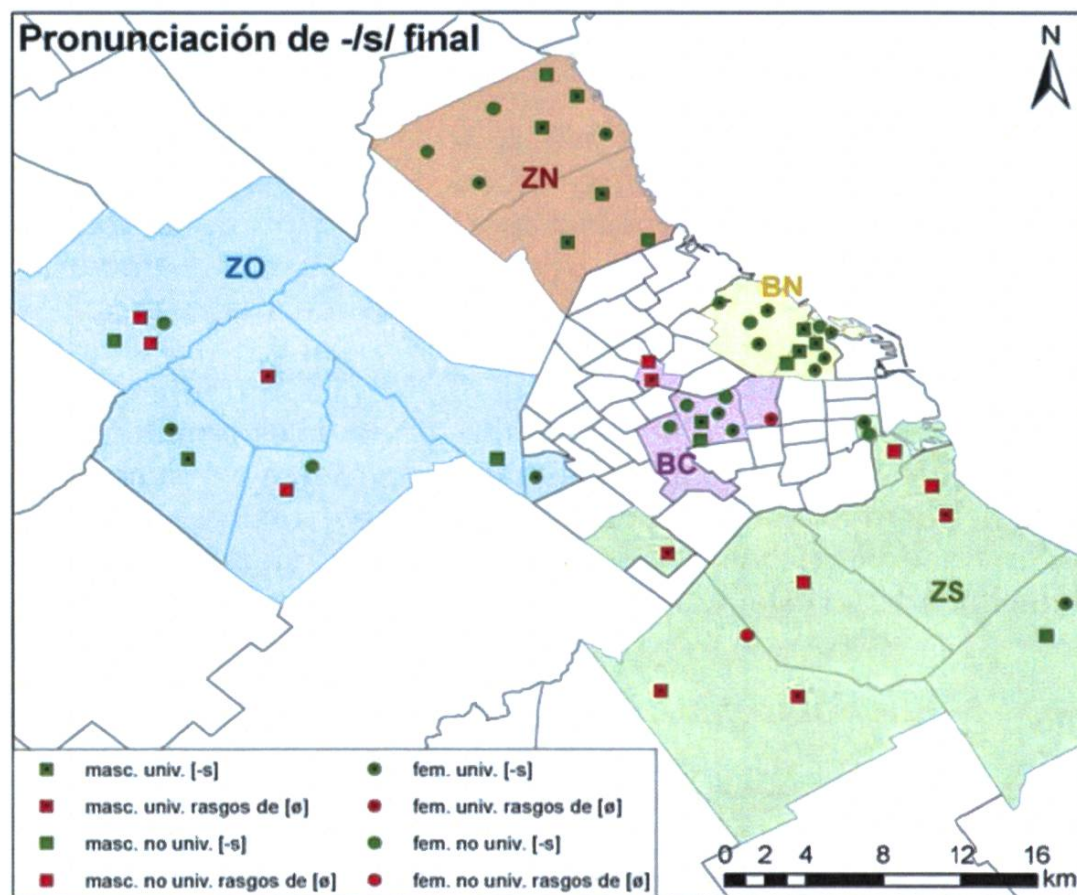 Pronunciación de -/s/ final
N
ZN
ZO
BN
BC
ZS
masc. univ. [-s]
masc. univ. rasgos de [ø]
masc. no univ. [-s]
masc. no univ. rasgos de [ø]
fem. univ. [-s]
fem. univ. rasgos de [ø]
fem. no univ. [-s]
fem. no univ. rasgos de [ø]
0 2 4 8 12 16
km